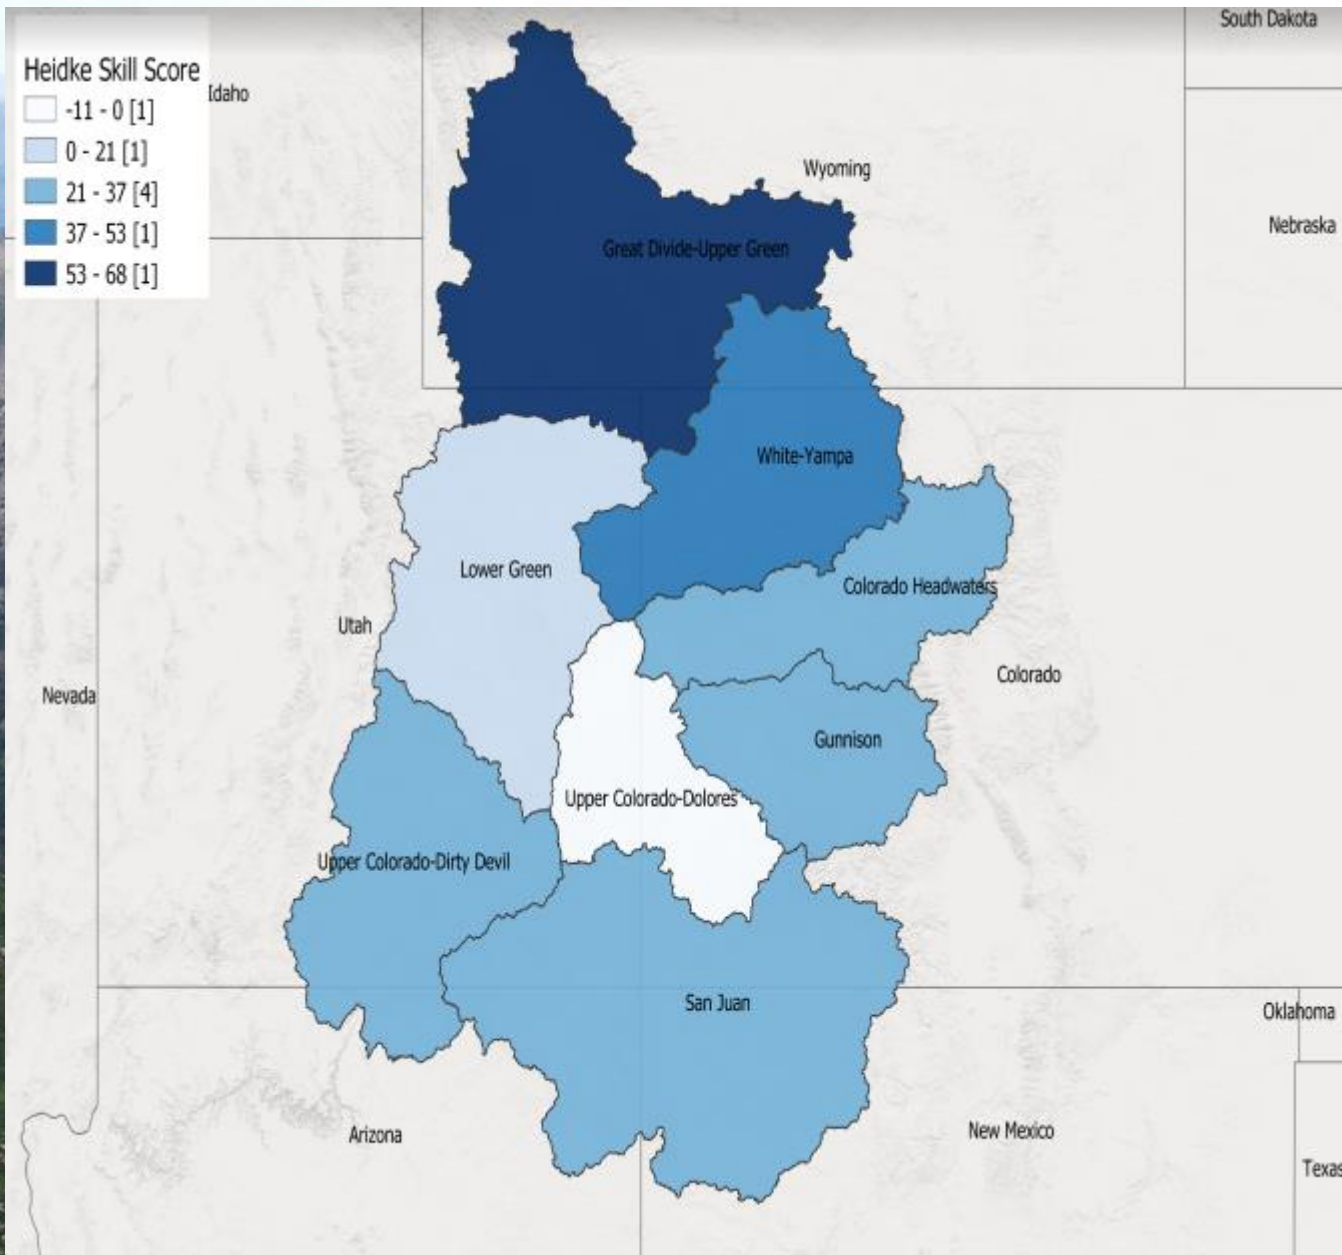 South Dakota
Heidke Skill Score
-11 - 0 [1]
0 - 21 [1]
21 - 37 [4]
37 - 53 [1]
53 - 68 [1]
Idaho
Wyoming
Nebraska
Great Divide-Upper Green
White-Yampa
Lower Green
Colorado Headwaters
Utah
Colorado
Nevada
Gunnison
Upper Colorado-Dolores
Upper Colorado-Dirty Devil
San Juan
Oklahoma
Arizona
New Mexico
Texas